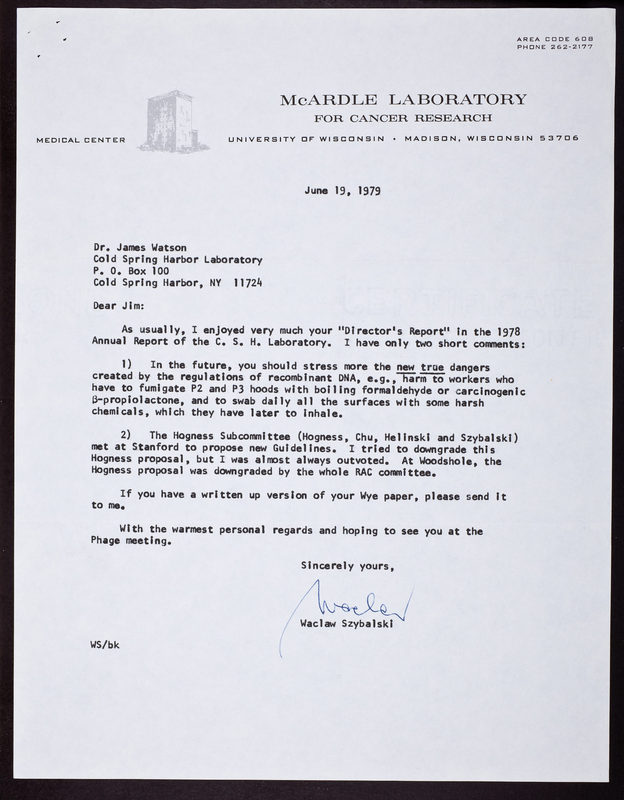 AREA CODE 608
PHONE 262-2177
McARDLE LABORATORY
FOR CANCER RESEARCH
MEDICAL CENTER
UNIVERSITY OF WISCONSIN • MADISON, WISCONSIN 53706
June 19, 1979
Dr. James Watson
Cold Spring Harbor Laboratory
P. O. Box 100
Cold Spring Harbor, NY 11724
Dear Jim:
As usually, I enjoyed very much your "Director's Report" in the 1978
Annual Report of the C. S. H. Laboratory. I have only two short comments:
1) In the future, you should stress more the new true dangers
created by the regulations of recombinant DNA, e.g., harm to workers who
have to fumigate P2 and P3 hoods with boiling formaldehyde or carcinogenic
β-propiolactone, and to swab daily all the surfaces with some harsh
chemicals, which they have later to inhale.
2) The Hogness Subcommittee (Hogness, Chu, Helinski and Szybalski)
met at Stanford to propose new Guidelines. I tried to downgrade this
Hogness proposal, but I was almost always outvoted. At Woodshole, the
Hogness proposal was downgraded by the whole RAC committee.
If you have a written up version of your Wye paper, please send it
to me.
With the warmest personal regards and hoping to see you at the
Phage meeting.
Sincerely yours,
Waclaw
Waclaw Szybalski
WS/bk